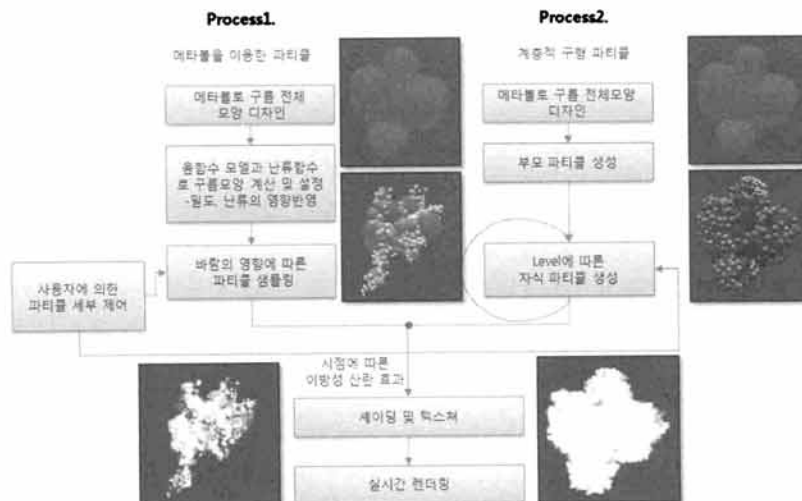 Process1.
메타볼을 이용한 파티클
메타볼로 구름 전체
모양 디자인
음함수 모델과 난류함수
로 구름모양 계산 및 설정
-밀도, 난류의 영향반영
바람의 영향에 따른
파티클 샘플링
Process2.
계층적 구형 파티클
메타볼로 구름 전체모양
디자인
부모 파티클 생성
Level에 따른
자식 파티클 생성
사용자에 의한
파티클 세부 제어
시점에 따른
이방성 산란 효과
셰이딩 및 텍스쳐
실시간 렌더링